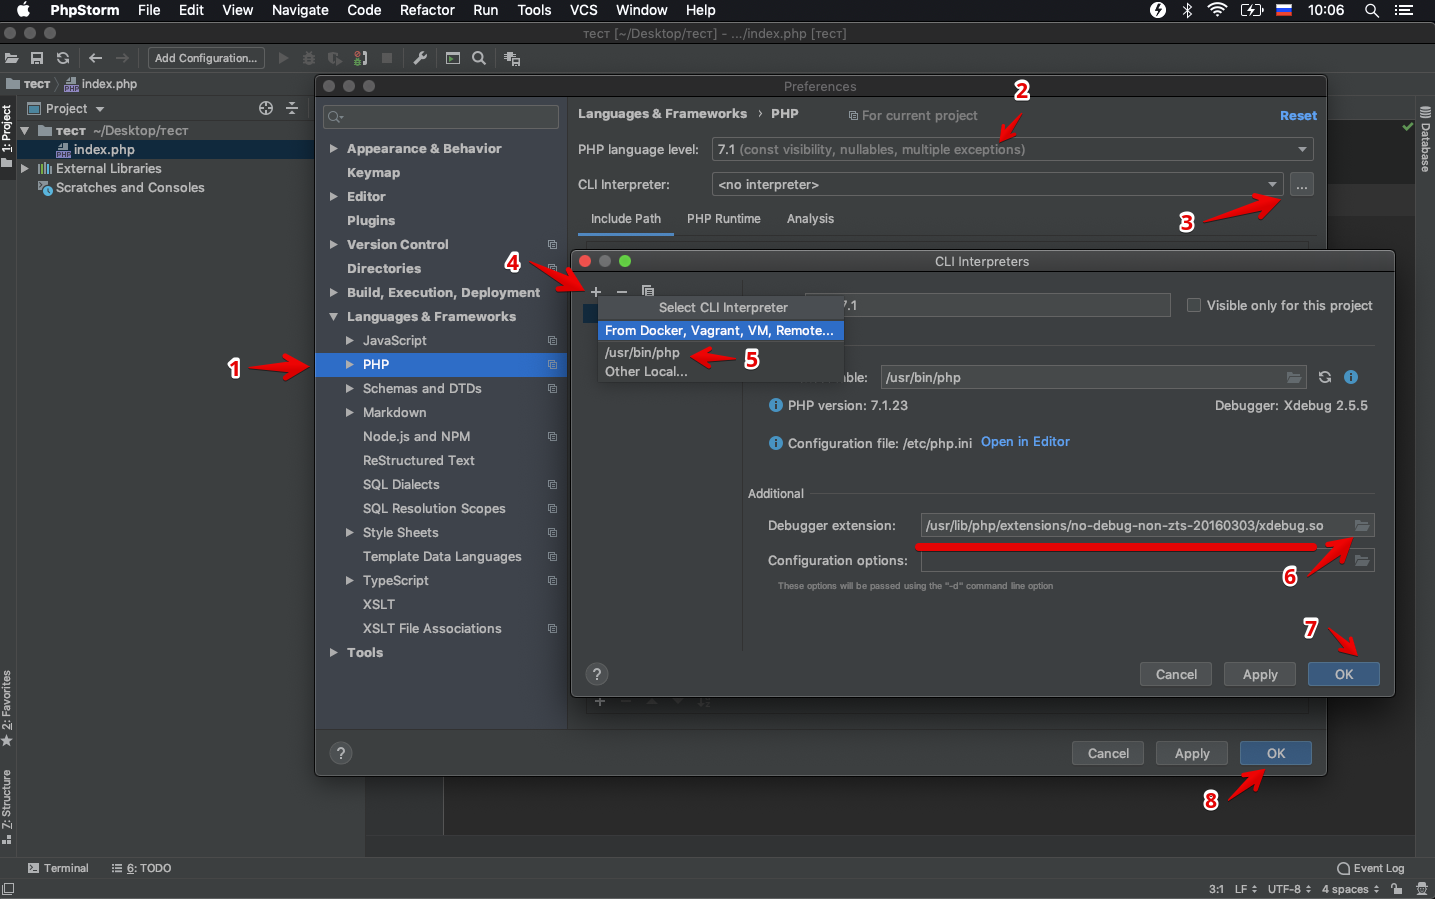 PhpStorm File Edit View Navigate Code Refactor Run Tools VCS Window Help 10:06
тест [~/Desktop/тест] - .../index.php [тест]
Add Configuration...
тест index.php
Preferences
Project
тест ~/Desktop/тест
index.php
External Libraries
Scratches and Consoles
1: Project
2: Favorites
7: Structure
Database
Appearance & Behavior
Keymap
Editor
Plugins
Version Control
Directories
Build, Execution, Deployment
Languages & Frameworks
JavaScript
1
PHP
Schemas and DTDs
Markdown
Node.js and NPM
ReStructured Text
SQL Dialects
SQL Resolution Scopes
Style Sheets
Template Data Languages
TypeScript
XSLT
XSLT File Associations
Tools
Languages & Frameworks › PHP
For current project
2
Reset
PHP language level: 7.1 (const visibility, nullables, multiple exceptions)
CLI Interpreter: <no interpreter> ...
3
Include Path PHP Runtime Analysis
CLI Interpreters
4
Select CLI Interpreter
From Docker, Vagrant, VM, Remote...
/usr/bin/php
5
Other Local...
7.1
Visible only for this project
/usr/bin/php
PHP version: 7.1.23
Debugger: Xdebug 2.5.5
Configuration file: /etc/php.ini Open in Editor
Additional
Debugger extension: /usr/lib/php/extensions/no-debug-non-zts-20160303/xdebug.so
Configuration options:
6
These options will be passed using the "-d" command line option
7
? Cancel Apply OK
? Cancel Apply OK
8
Terminal 6: TODO Event Log
3:1 LF UTF-8 4 spaces